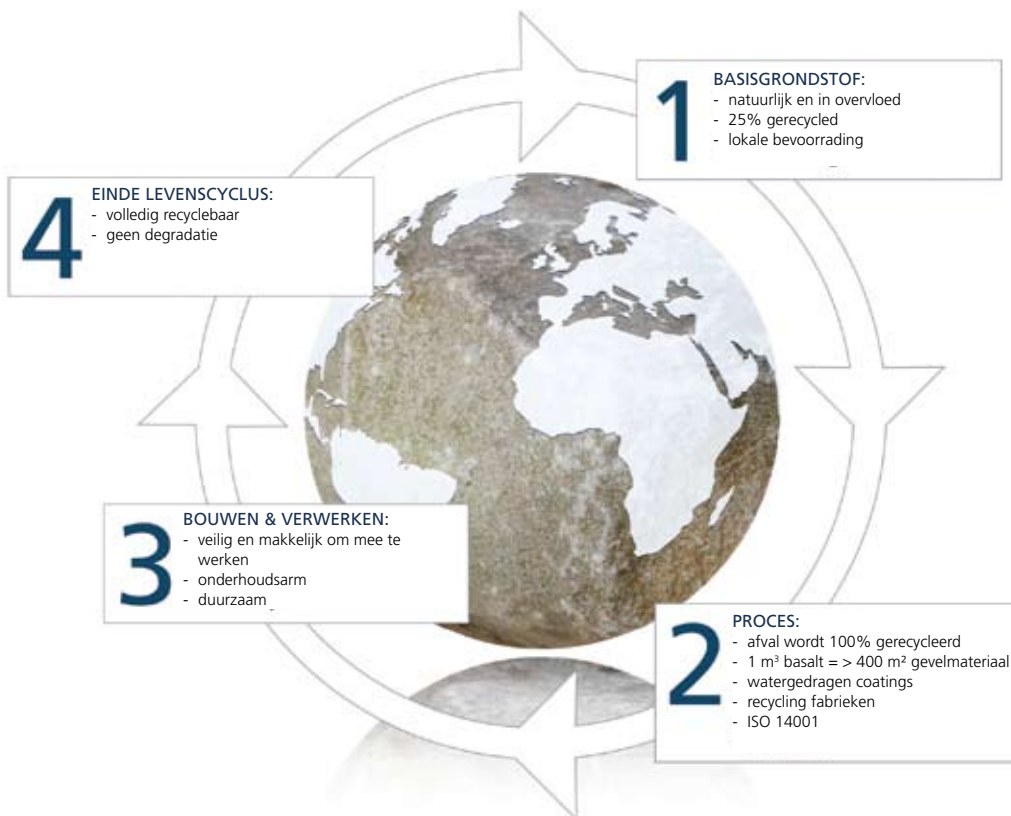 1
BASISGRONDSTOF:
- natuurlijk en in overvloed
- 25% gerecycled
- lokale bevoorrading
2
PROCES:
- afval wordt 100% gerecycleerd
- 1 m³ basalt = > 400 m² gevelmateriaal
- watergedragen coatings
- recycling fabrieken
- ISO 14001
3
BOUWEN & VERWERKEN:
- veilig en makkelijk om mee te
werken
- onderhoudsarm
- duurzaam
4
EINDE LEVENSCYCLUS:
- volledig recyclebaar
- geen degradatie